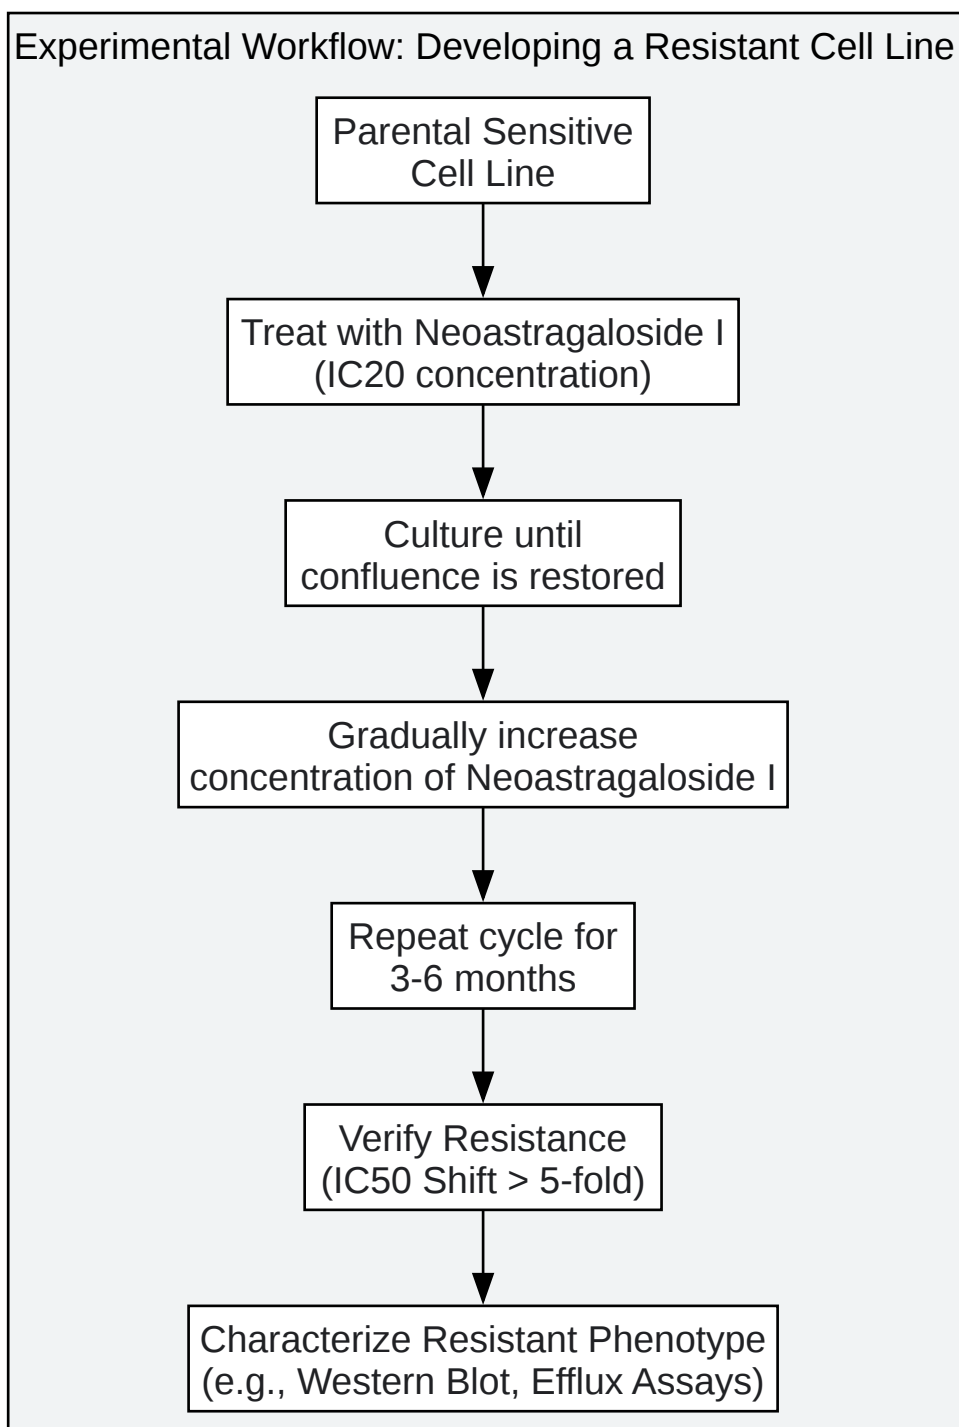 Experimental Workflow: Developing a Resistant Cell Line
Parental Sensitive
Cell Line
Treat with Neoastragaloside I
(IC20 concentration)
Culture until
confluence is restored
Gradually increase
concentration of Neoastragaloside I
Repeat cycle for
3-6 months
Verify Resistance
(IC50 Shift > 5-fold)
Characterize Resistant Phenotype
(e.g., Western Blot, Efflux Assays)